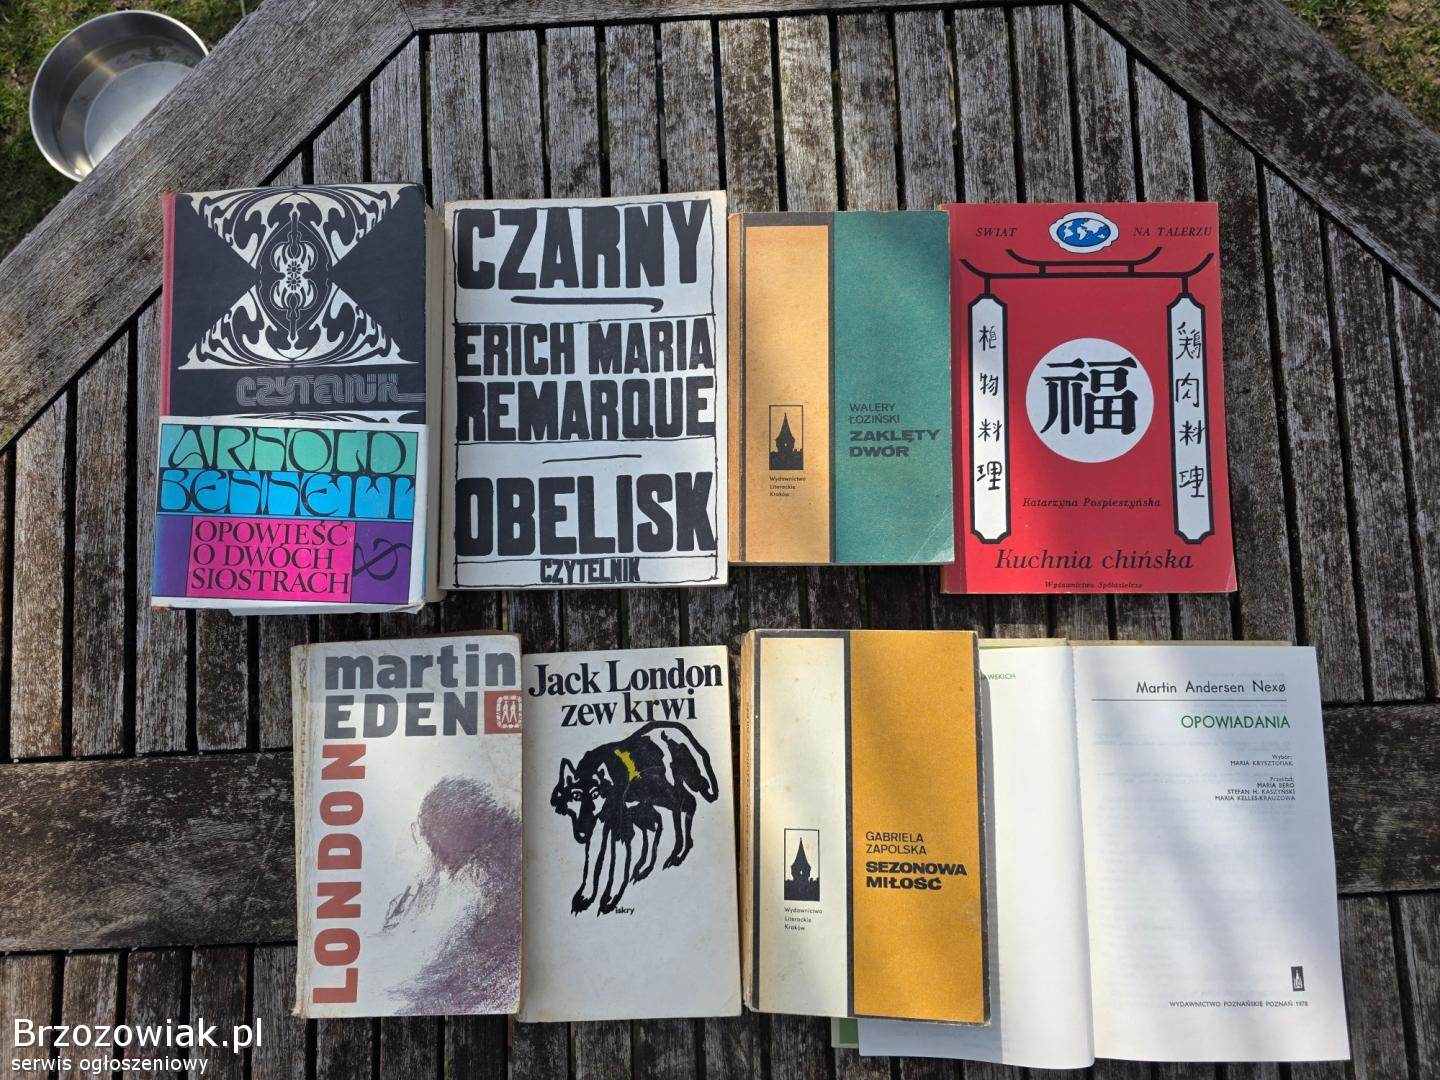 CZYTELNIK
ARNOLD
BENNETT
OPOWIEŚĆ
O DWÓCH
SIOSTRACH
CZARNY
ERICH MARIA
REMARQUE
OBELISK
CZYTELNIK
WALERY
ŁOZIŃSKI
ZAKLĘTY
DWÓR
Wydawnictwo
Literackie
Kraków
ŚWIAT NA TALERZU
植物料理
福
鶏肉料理
Katarzyna Pospieszyńska
Kuchnia chińska
Wydawnictwo Spółdzielcze
martin
EDEN
LONDON
Jack London
zew krwi
iskry
GABRIELA
ZAPOLSKA
SEZONOWA
MIŁOŚĆ
Wydawnictwo
Literackie
Kraków
Martin Andersen Nexø
OPOWIADANIA
Wybór:
MARIA KRYSZTOFIAK
Przekład:
MARIA BERO
STEFAN H. KASZYŃSKI
MARIA KELLES-KRAUZOWA
WYDAWNICTWO POZNAŃSKIE POZNAŃ 1978
Brzozowiak.pl
serwis ogłoszeniowy